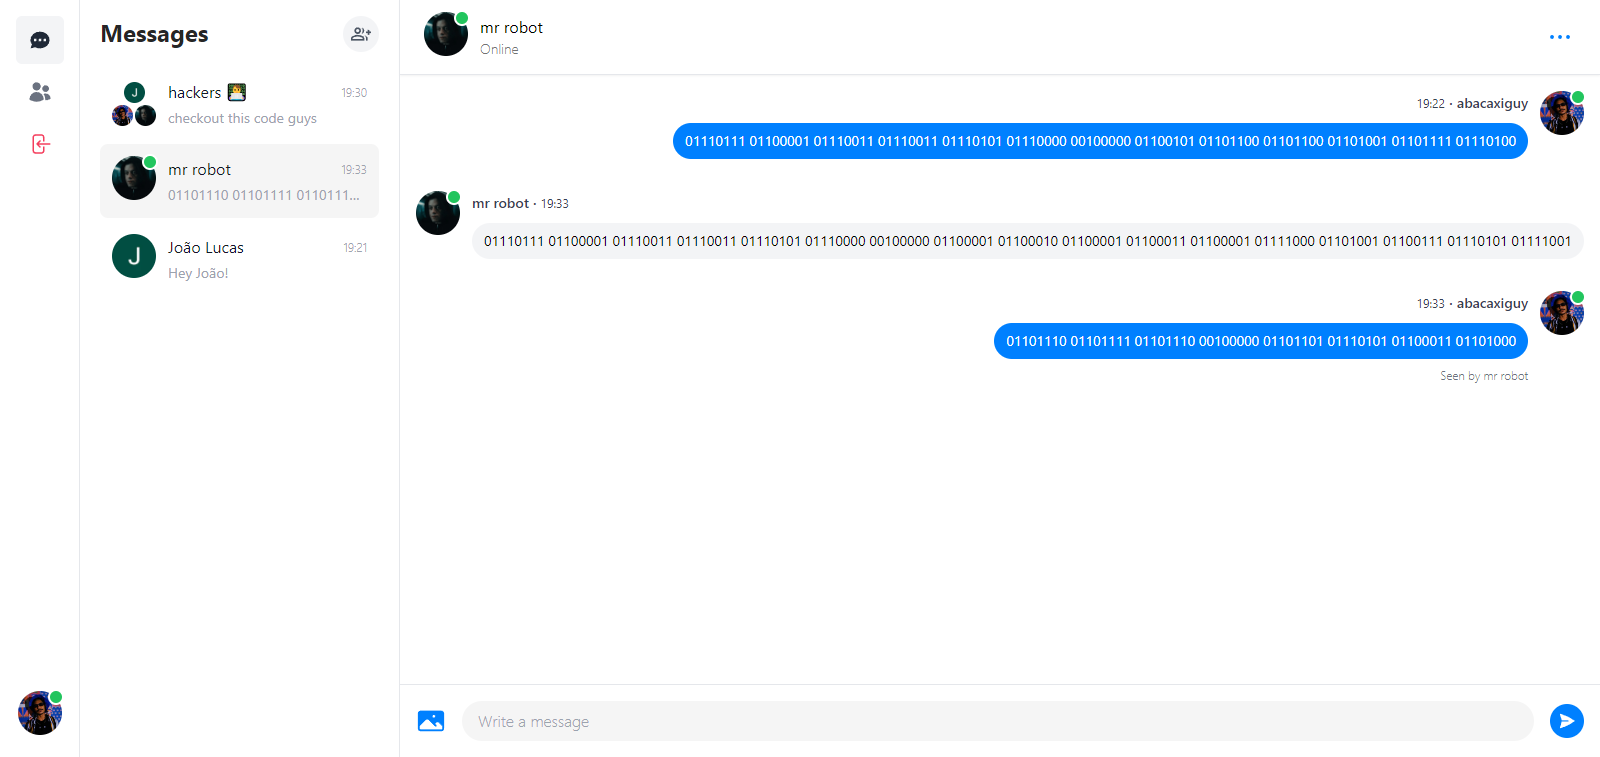 Messages
J
hackers 👨‍💻
19:30
checkout this code guys
mr robot
19:33
01101110 01101111 0110111...
J
João Lucas
19:21
Hey João!
mr robot
Online
19:22 · abacaxiguy
01110111 01100001 01110011 01110011 01110101 01110000 00100000 01100101 01101100 01101100 01101001 01101111 01110100
mr robot · 19:33
01110111 01100001 01110011 01110011 01110101 01110000 00100000 01100001 01100010 01100001 01100011 01100001 01111000 01101001 01100111 01110101 01111001
19:33 · abacaxiguy
01101110 01101111 01101110 00100000 01101101 01110101 01100011 01101000
Seen by mr robot
Write a message